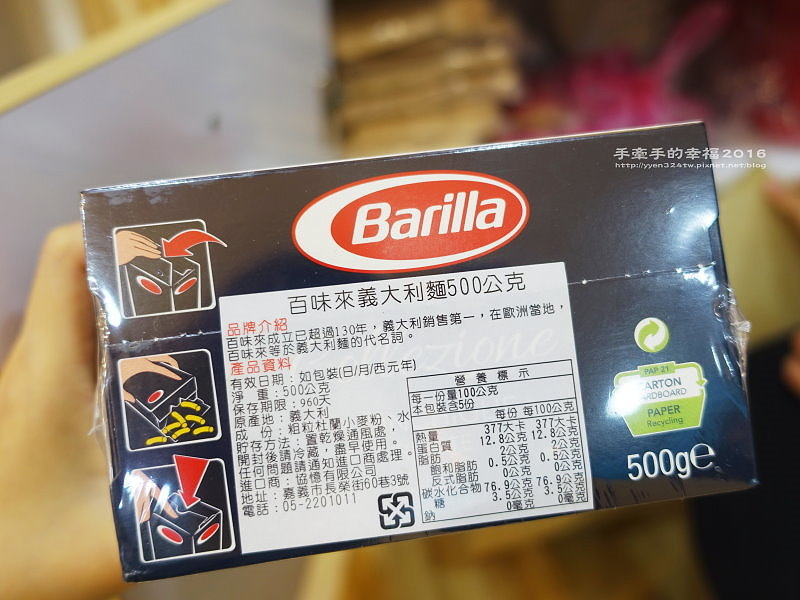 手牽手的幸福2016
http://yyen324tw.pixnet.net/blog
Barilla
百味來義大利麵500公克
品牌介紹
百味來成立已超過130年，義大利銷售第一，在歐洲當地，
百味來等於義大利麵的代名詞。
產品資料
有效日期：如包裝(日/月/西元年)
淨 重：500公克
保存期限：960天
原產地：義大利
成 份：粗粒杜蘭小麥粉、水
貯存方法：置乾燥通風處，
開封後請冷藏，盡早使用。
任何問題請通知進口商處理。
進口商：協憶有限公司
地址：嘉義市長榮街60巷3號
電話：05-2201011
營養標示
每一份量100公克
本包裝含5份
每份 每100公克
熱量 377大卡 377大卡
蛋白質 12.8公克 12.8公克
脂肪 2公克 2公克
飽和脂肪 0.5公克 0.5公克
反式脂肪 0公克 0公克
碳水化合物 76.9公克 76.9公克
糖 3.5公克 3.5公克
鈉 0毫克 0毫克
PAP 21
CARTON
CARDBOARD
PAPER
Recycling
500g℮